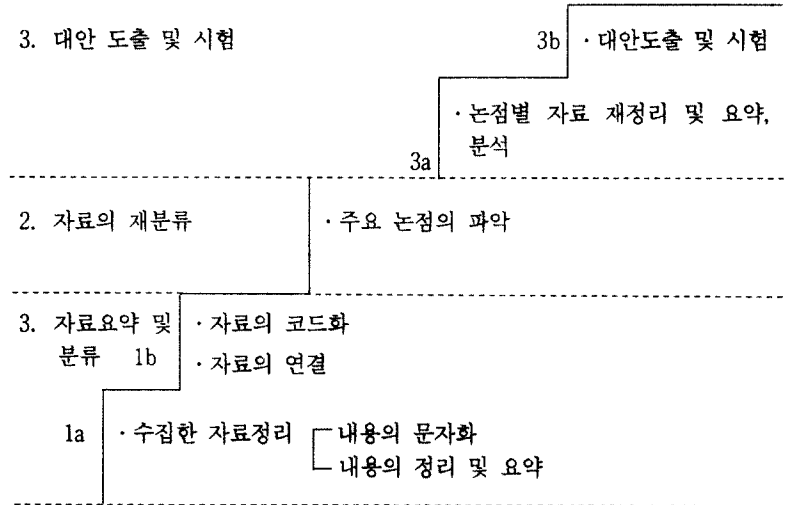 3. 대안 도출 및 시험
3b · 대안도출 및 시험
· 논점별 자료 재정리 및 요약,
분석
3a
2. 자료의 재분류 · 주요 논점의 파악
3. 자료요약 및 · 자료의 코드화
분류 1b · 자료의 연결
1a · 수집한 자료정리 내용의 문자화
내용의 정리 및 요약